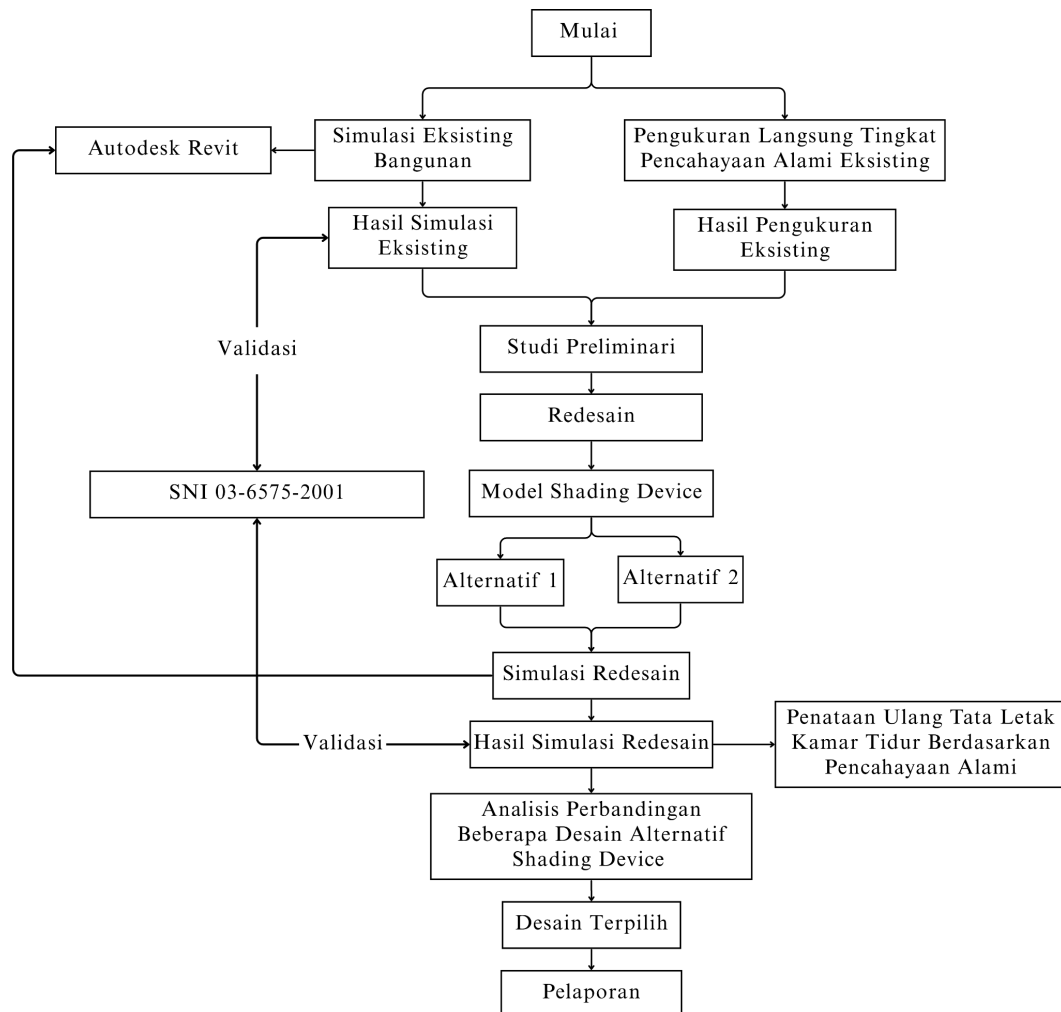 Mulai
Autodesk Revit
Simulasi Eksisting
Bangunan
Pengukuran Langsung Tingkat
Pencahayaan Alami Eksisting
Hasil Simulasi
Eksisting
Hasil Pengukuran
Eksisting
Validasi
Studi Preliminari
Redesain
SNI 03-6575-2001
Model Shading Device
Alternatif 1
Alternatif 2
Simulasi Redesain
Validasi
Hasil Simulasi Redesain
Penataan Ulang Tata Letak
Kamar Tidur Berdasarkan
Pencahayaan Alami
Analisis Perbandingan
Beberapa Desain Alternatif
Shading Device
Desain Terpilih
Pelaporan